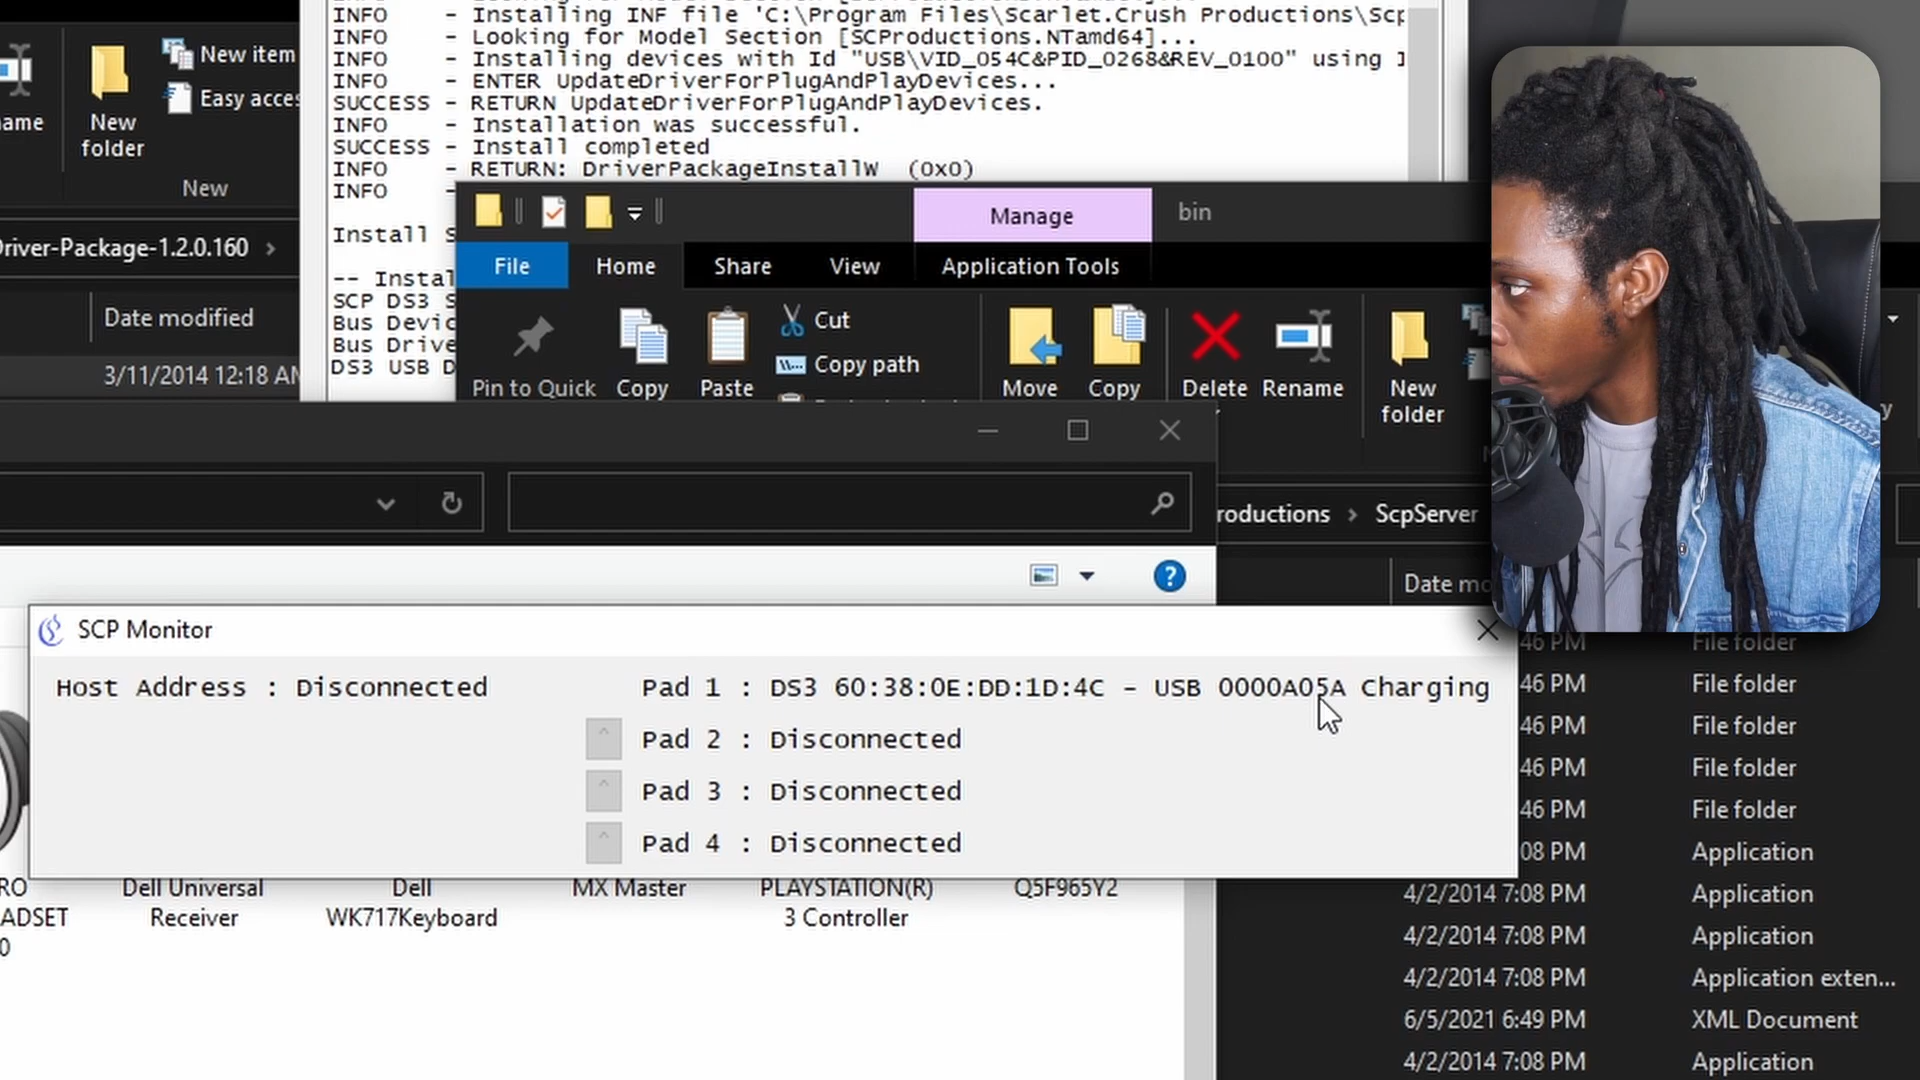 INFO - Installing INF file 'C:\Program Files\Scarlet.Crush Productions\Scp
INFO - Looking for Model Section [SCProductions.NTamd64]...
INFO - Installing devices with Id "USB\VID_054C&PID_0268&REV_0100" using I
INFO - ENTER UpdateDriverForPlugAndPlayDevices...
SUCCESS - RETURN UpdateDriverForPlugAndPlayDevices.
INFO - Installation was successful.
SUCCESS - Install completed
INFO - RETURN: DriverPackageInstallW (0x0)
INFO -
Install S
-- Instal
SCP DS3 S
Bus Devic
Bus Drive
DS3 USB D
New item
Easy acces
ame
New
folder
New
Driver-Package-1.2.0.160
Date modified
3/11/2014 12:18 AM
Manage
bin
File
Home
Share
View
Application Tools
Pin to Quick
Copy
Paste
Cut
Copy path
Move
Copy
Delete
Rename
New
folder
y
roductions > ScpServer
Date mo
SCP Monitor
Host Address : Disconnected
Pad 1 : DS3 60:38:0E:DD:1D:4C - USB 0000A05A Charging
Pad 2 : Disconnected
Pad 3 : Disconnected
Pad 4 : Disconnected
RO
ADSET
0
Dell Universal
Receiver
Dell
WK717Keyboard
MX Master
PLAYSTATION(R)
3 Controller
Q5F965Y2
46 PM File folder
46 PM File folder
46 PM File folder
46 PM File folder
46 PM File folder
08 PM Application
4/2/2014 7:08 PM Application
4/2/2014 7:08 PM Application
4/2/2014 7:08 PM Application exten...
6/5/2021 6:49 PM XML Document
4/2/2014 7:08 PM Application